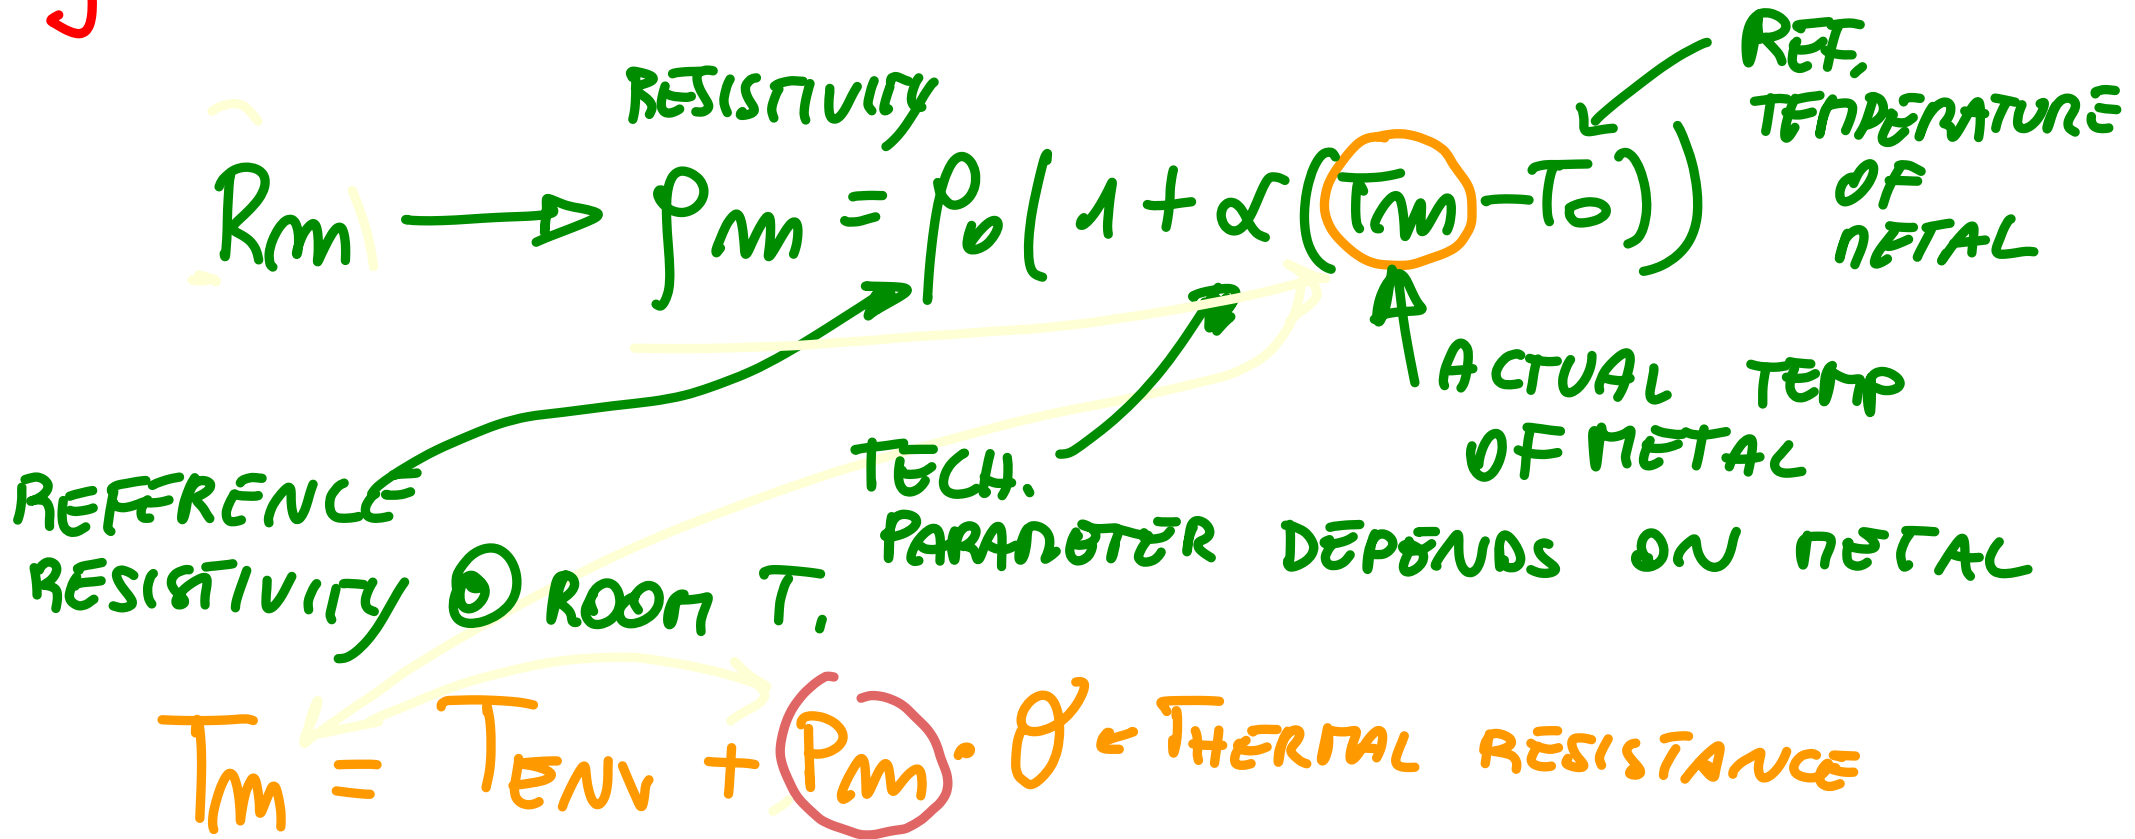 REF.
TEMPERATURE
OF
METAL
RESISTIVITY
Rm → ρm = ρ0 (1 + α (Tm - T0))
ACTUAL TEMP
OF METAL
TECH.
PARAMETER DEPENDS ON METAL
REFERENCE
RESISTIVITY @ ROOM T.
Tm = TENV + Pm · θ ← THERMAL RESISTANCE